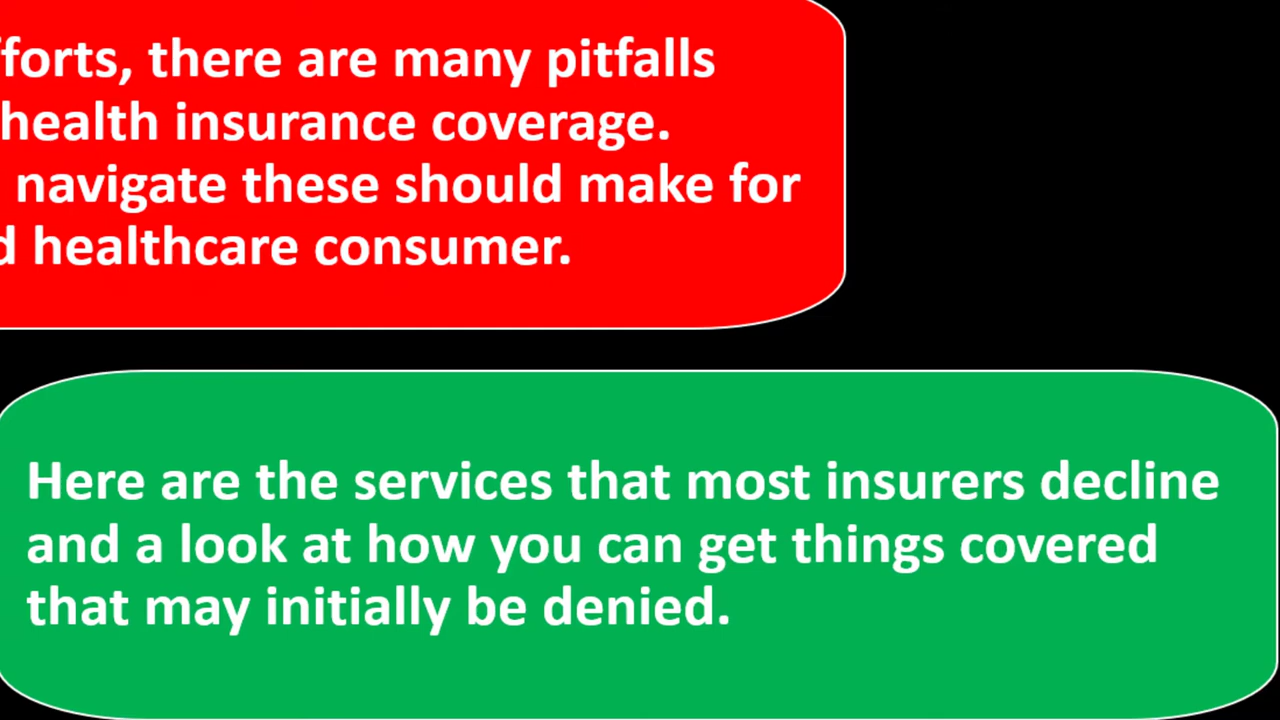 there are many pitfalls
health insurance coverage.
navigate these should make for
healthcare consumer.
Here are the services that most insurers decline
and a look at how you can get things covered
that may initially be denied.